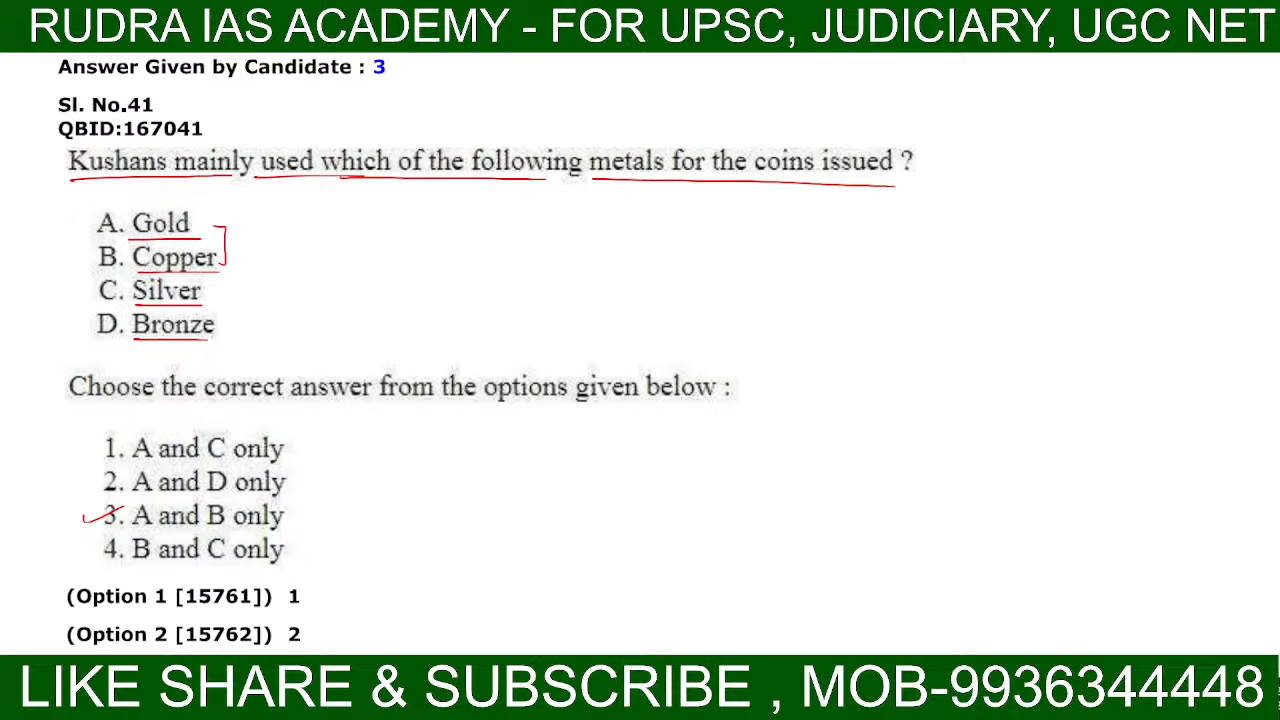 RUDRA IAS ACADEMY - FOR UPSC, JUDICIARY, UGC NET
Answer Given by Candidate : 3
Sl. No.41
QBID:167041
Kushans mainly used which of the following metals for the coins issued ?
A. Gold
B. Copper
C. Silver
D. Bronze
Choose the correct answer from the options given below :
1. A and C only
2. A and D only
3. A and B only
4. B and C only
(Option 1 [15761]) 1
(Option 2 [15762]) 2
LIKE SHARE & SUBSCRIBE , MOB-9936344448